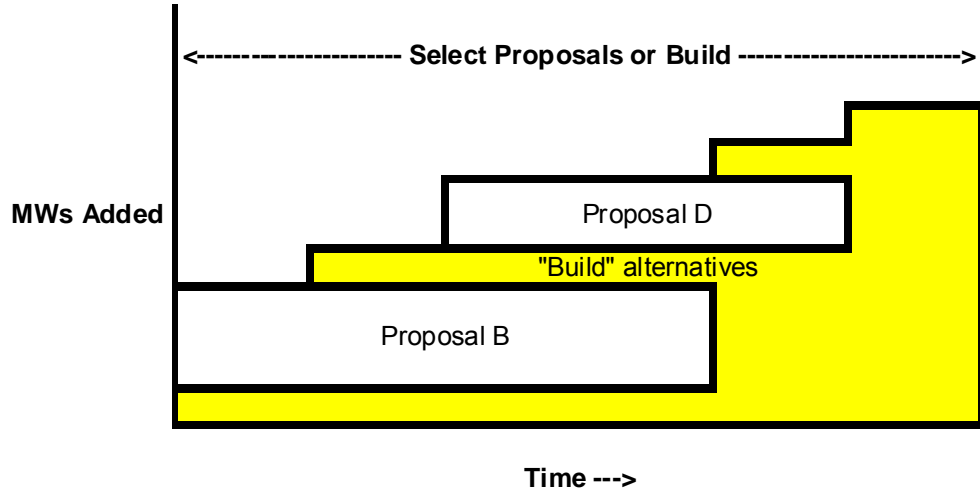 <------------------------ Select Proposals or Build -------------------------->
MWs Added
Proposal D
"Build" alternatives
Proposal B
Time --->